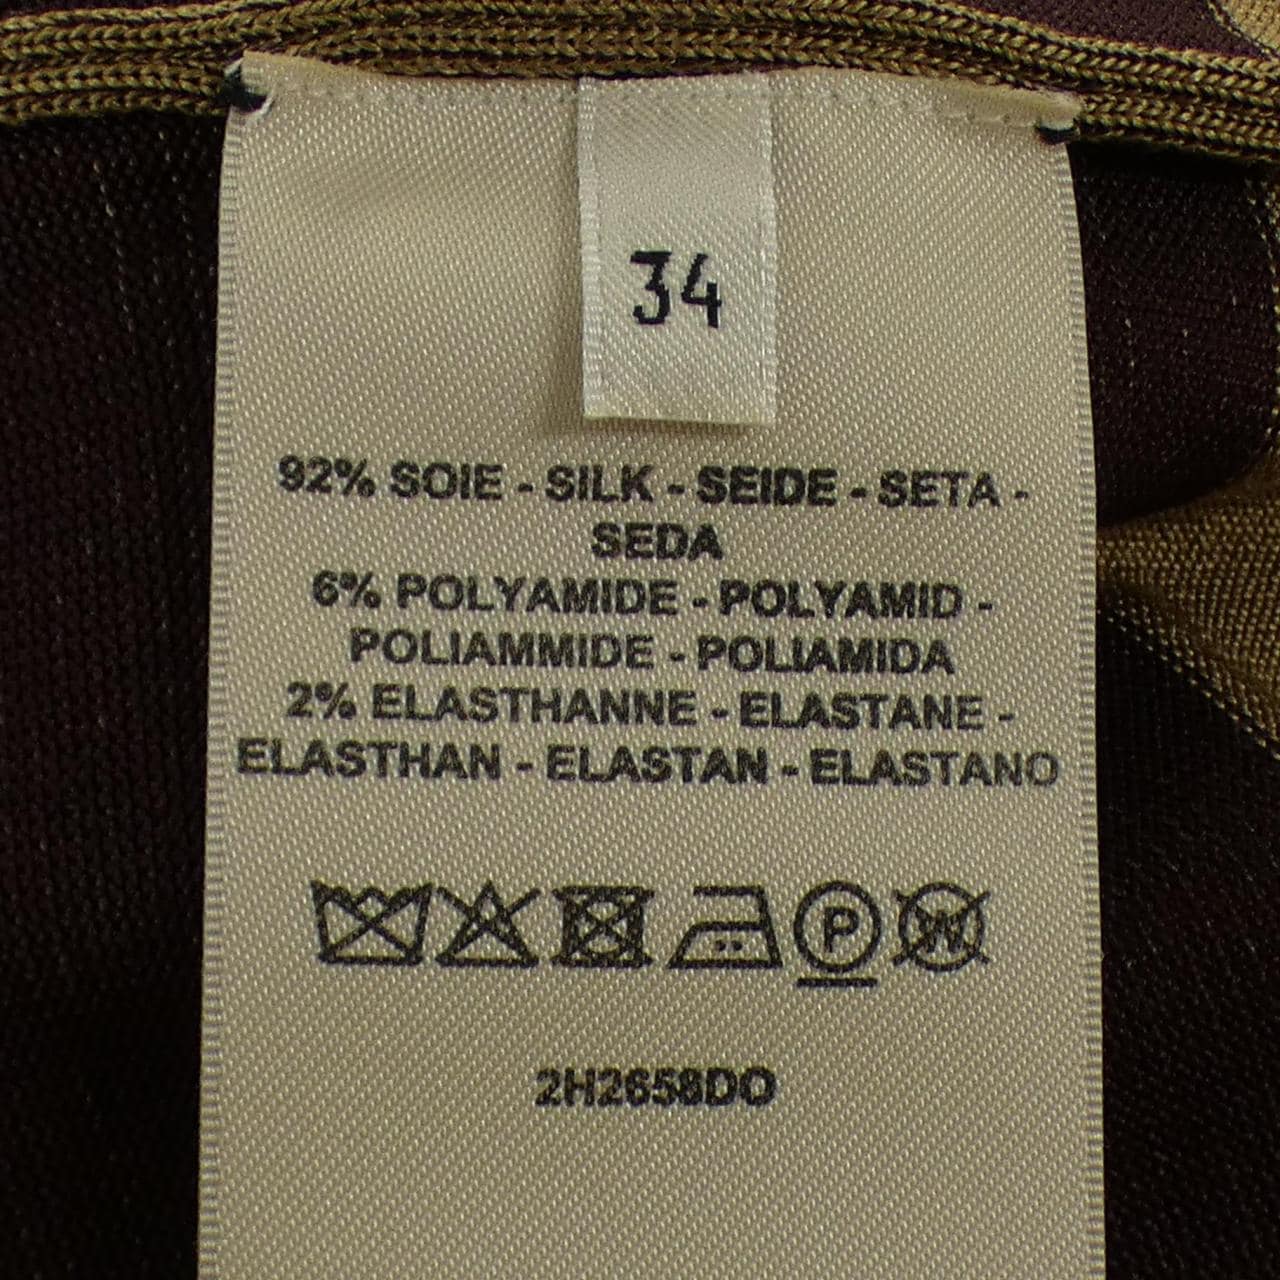 34
92% SOIE - SILK - SEIDE - SETA -
SEDA
6% POLYAMIDE - POLYAMID -
POLIAMMIDE - POLIAMIDA
2% ELASTHANNE - ELASTANE -
ELASTHAN - ELASTAN - ELASTANO
P W
2H2658DO